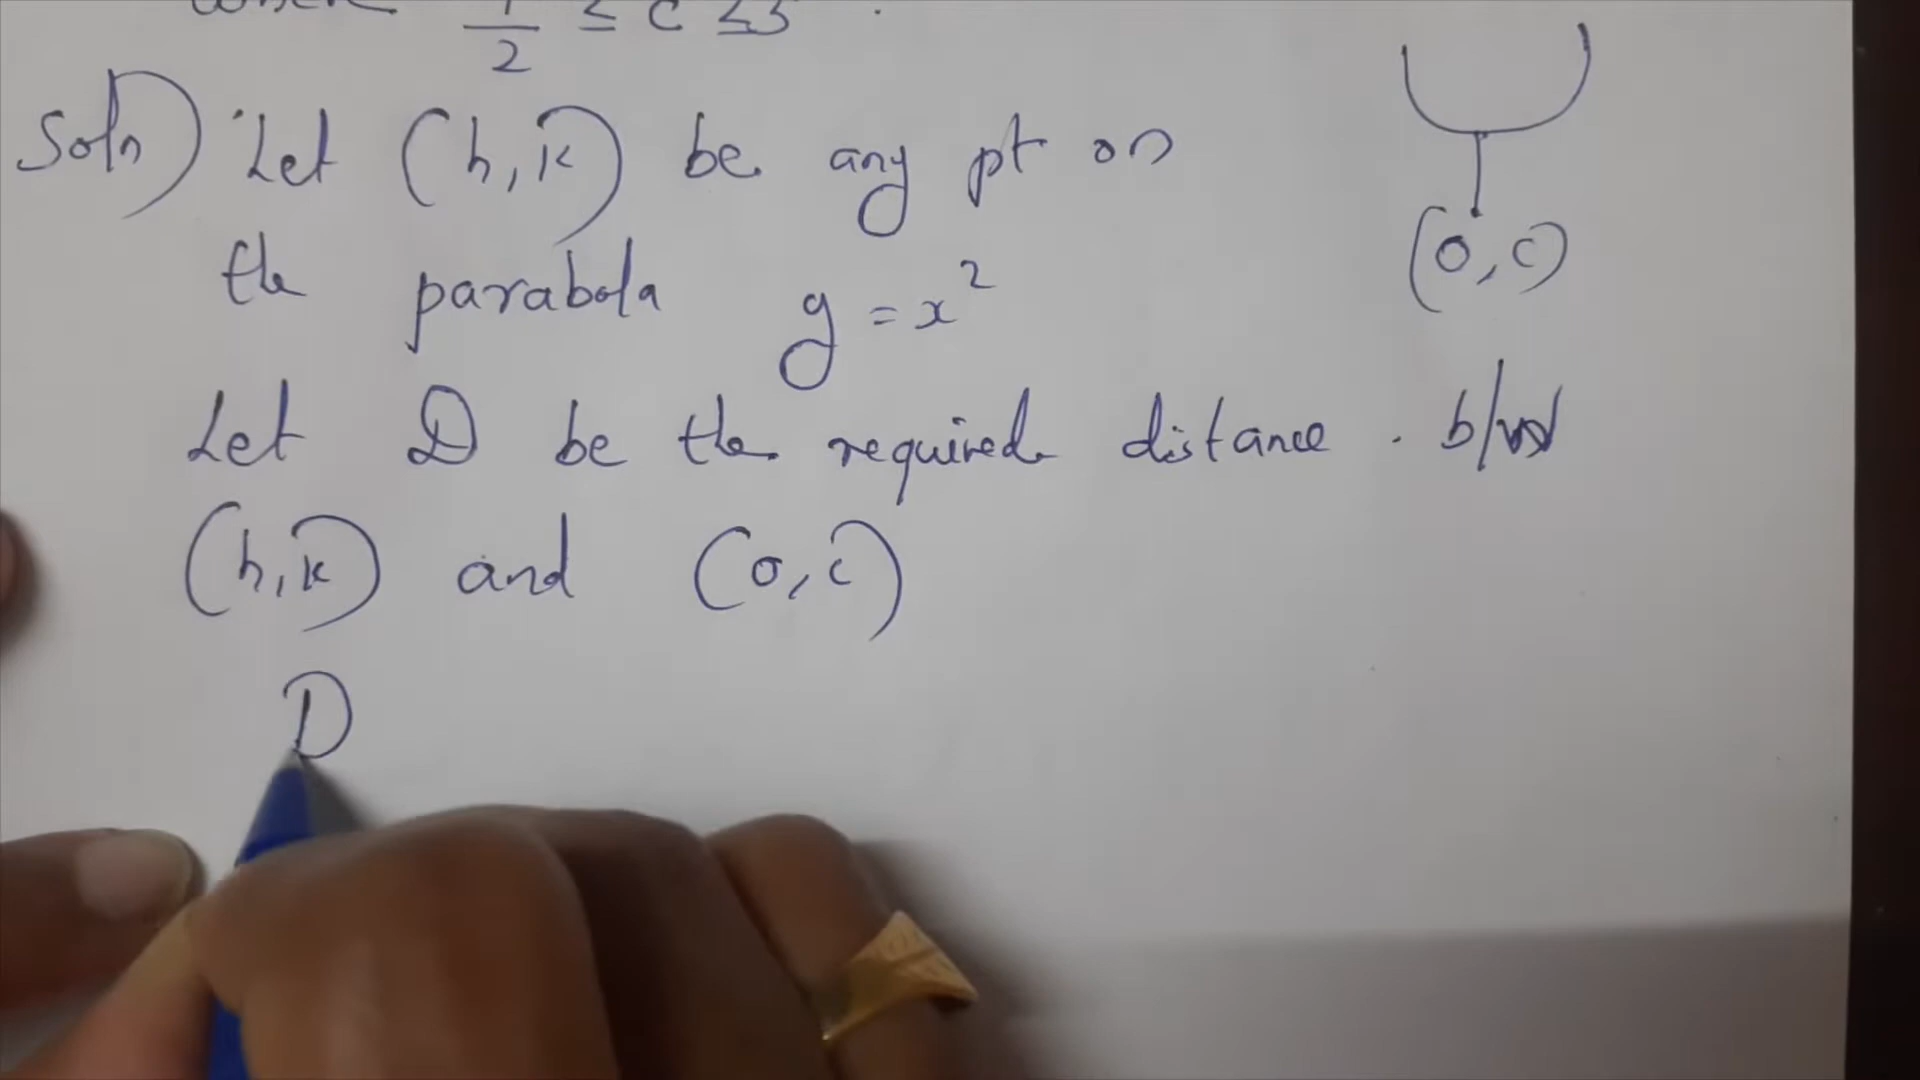 when 1/2 ≤ c ≤ 5.
Soln) Let (h,k) be any pt on
the parabola y = x²
(0,c)
Let D be the required distance. b/w
(h,k) and (0,c)
D